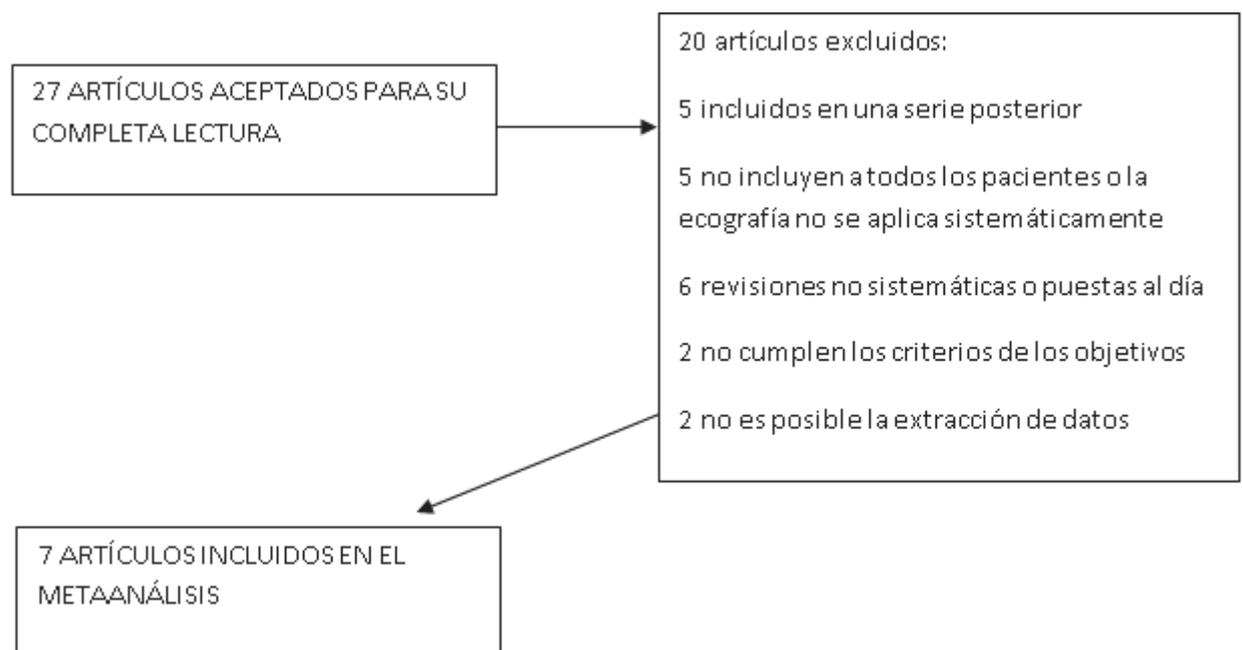 27 ARTÍCULOS ACEPTADOS PARA SU
COMPLETA LECTURA
20 artículos excluidos:
5 incluidos en una serie posterior
5 no incluyen a todos los pacientes o la
ecografía no se aplica sistemáticamente
6 revisiones no sistemáticas o puestas al día
2 no cumplen los criterios de los objetivos
2 no es posible la extracción de datos
7 ARTÍCULOS INCLUIDOS EN EL
METAANÁLISIS